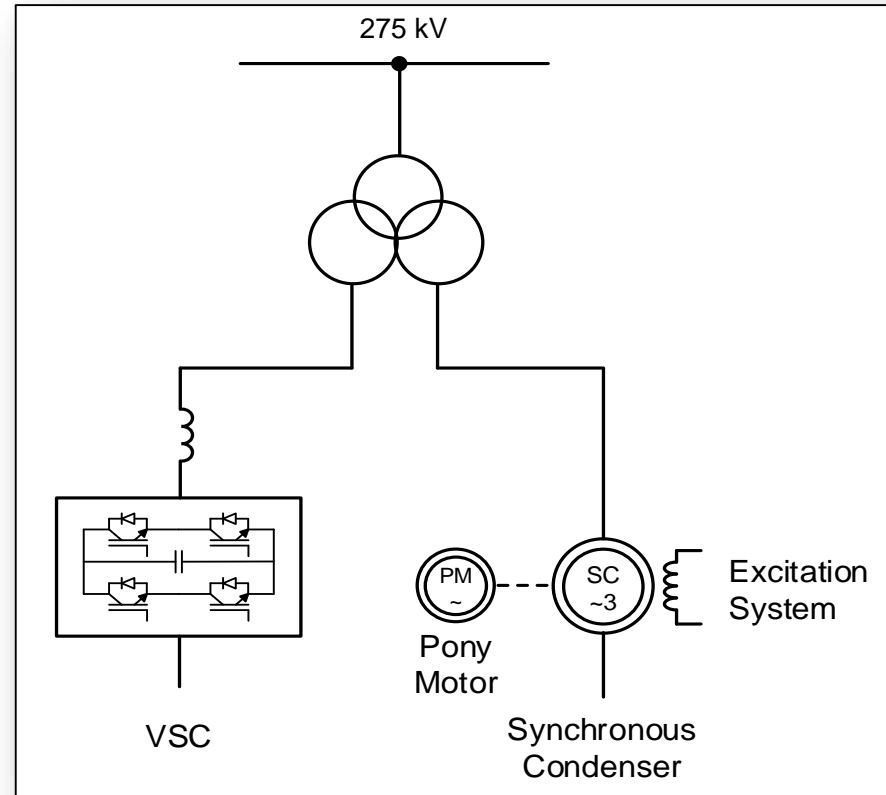 275 kV
PM
~
SC
~3
Excitation
System
Pony
Motor
VSC
Synchronous
Condenser